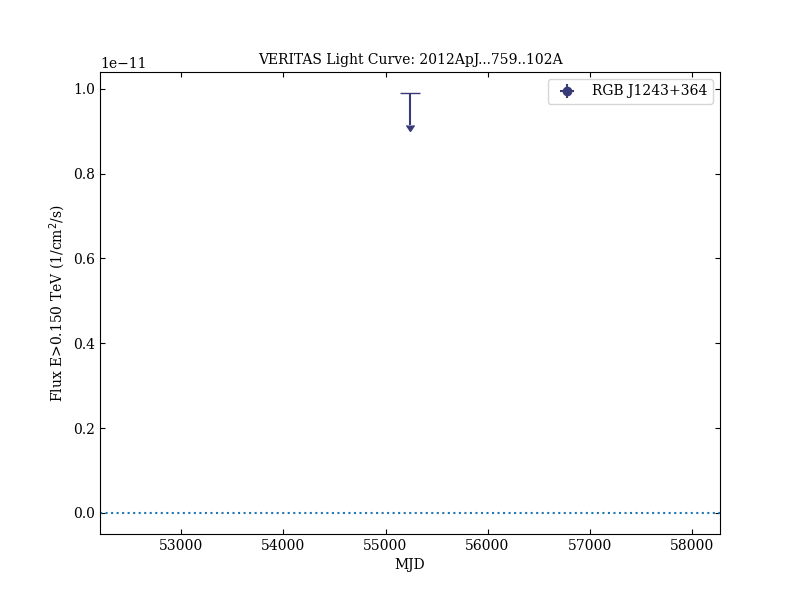 VERITAS Light Curve: 2012ApJ...759..102A
1e−11
RGB J1243+364
1.0
0.8
0.6
0.4
0.2
0.0
Flux E>0.150 TeV (1/cm²/s)
53000 54000 55000 56000 57000 58000
MJD